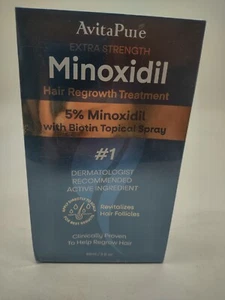 AvitaPure
EXTRA STRENGTH
Minoxidil
Hair Regrowth Treatment
5% Minoxidil
with Biotin Topical Spray
#1
DERMATOLOGIST
RECOMMENDED
ACTIVE INGREDIENT
Revitalizes
Hair Follicles
Clinically Proven
To Help Regrow Hair